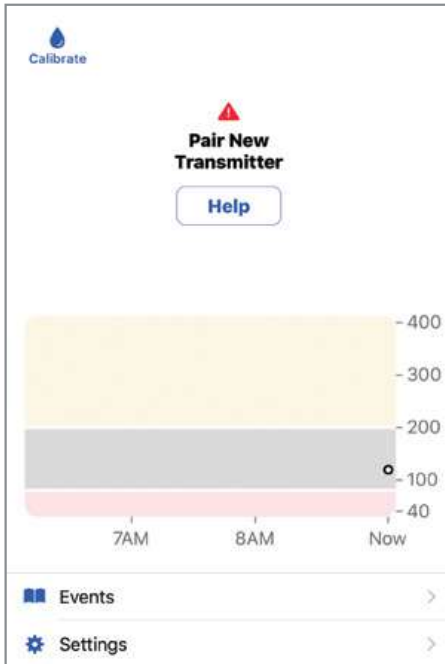 Calibrate
Pair New
Transmitter
Help
400
300
200
100
40
7AM 8AM Now
Events
Settings